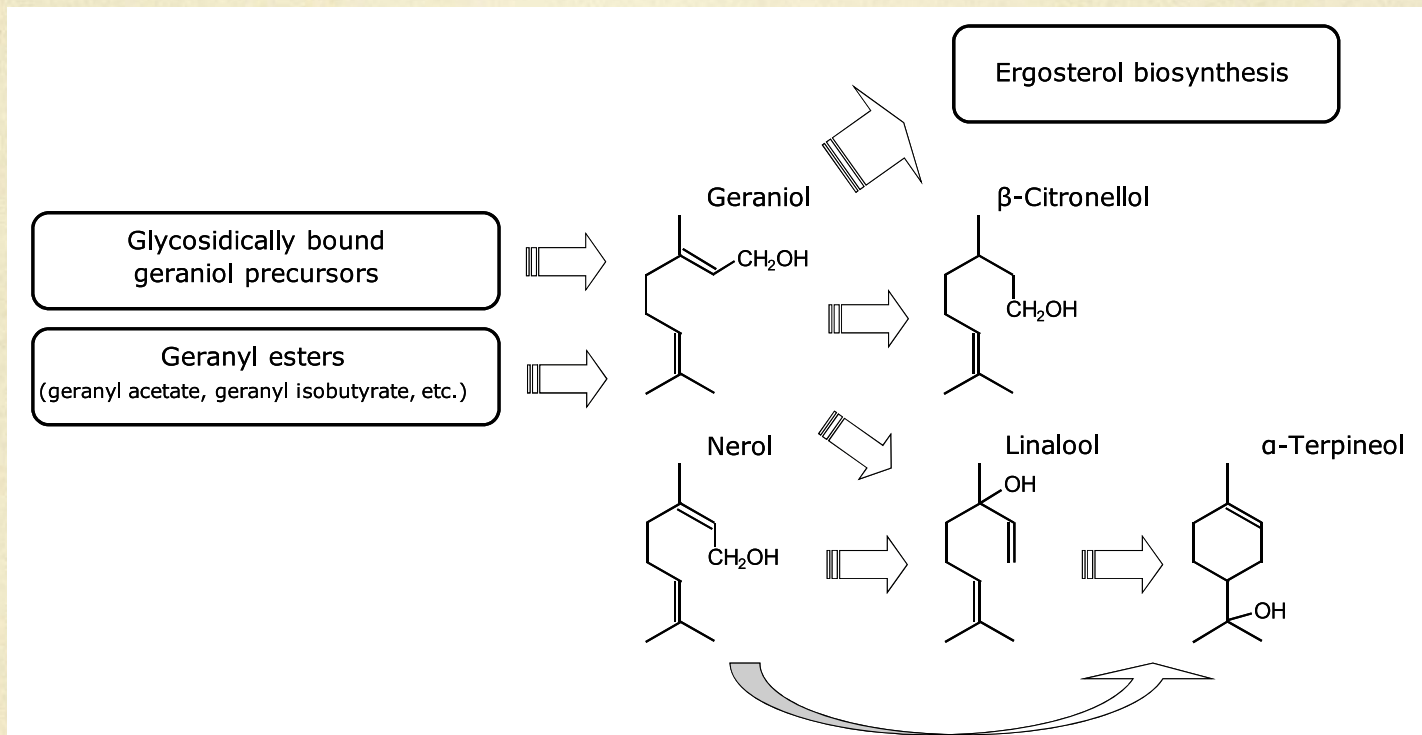 Ergosterol biosynthesis
Geraniol
β-Citronellol
Glycosidically bound
geraniol precursors
CH₂OH
CH₂OH
Geranyl esters
(geranyl acetate, geranyl isobutyrate, etc.)
Nerol
Linalool
α-Terpineol
OH
CH₂OH
OH